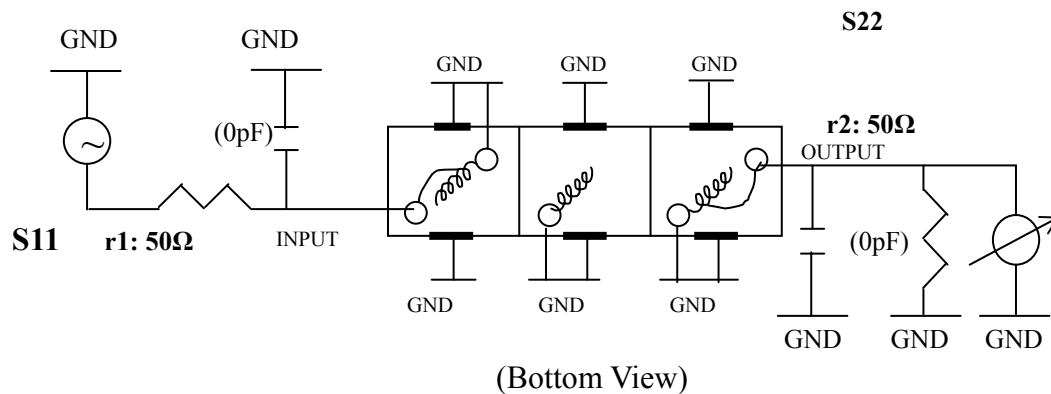 S22
GND
GND
GND
GND
GND
(0pF)
r2: 50Ω
OUTPUT
S11
r1: 50Ω
INPUT
(0pF)
GND
GND
GND
GND
GND
GND
(Bottom View)